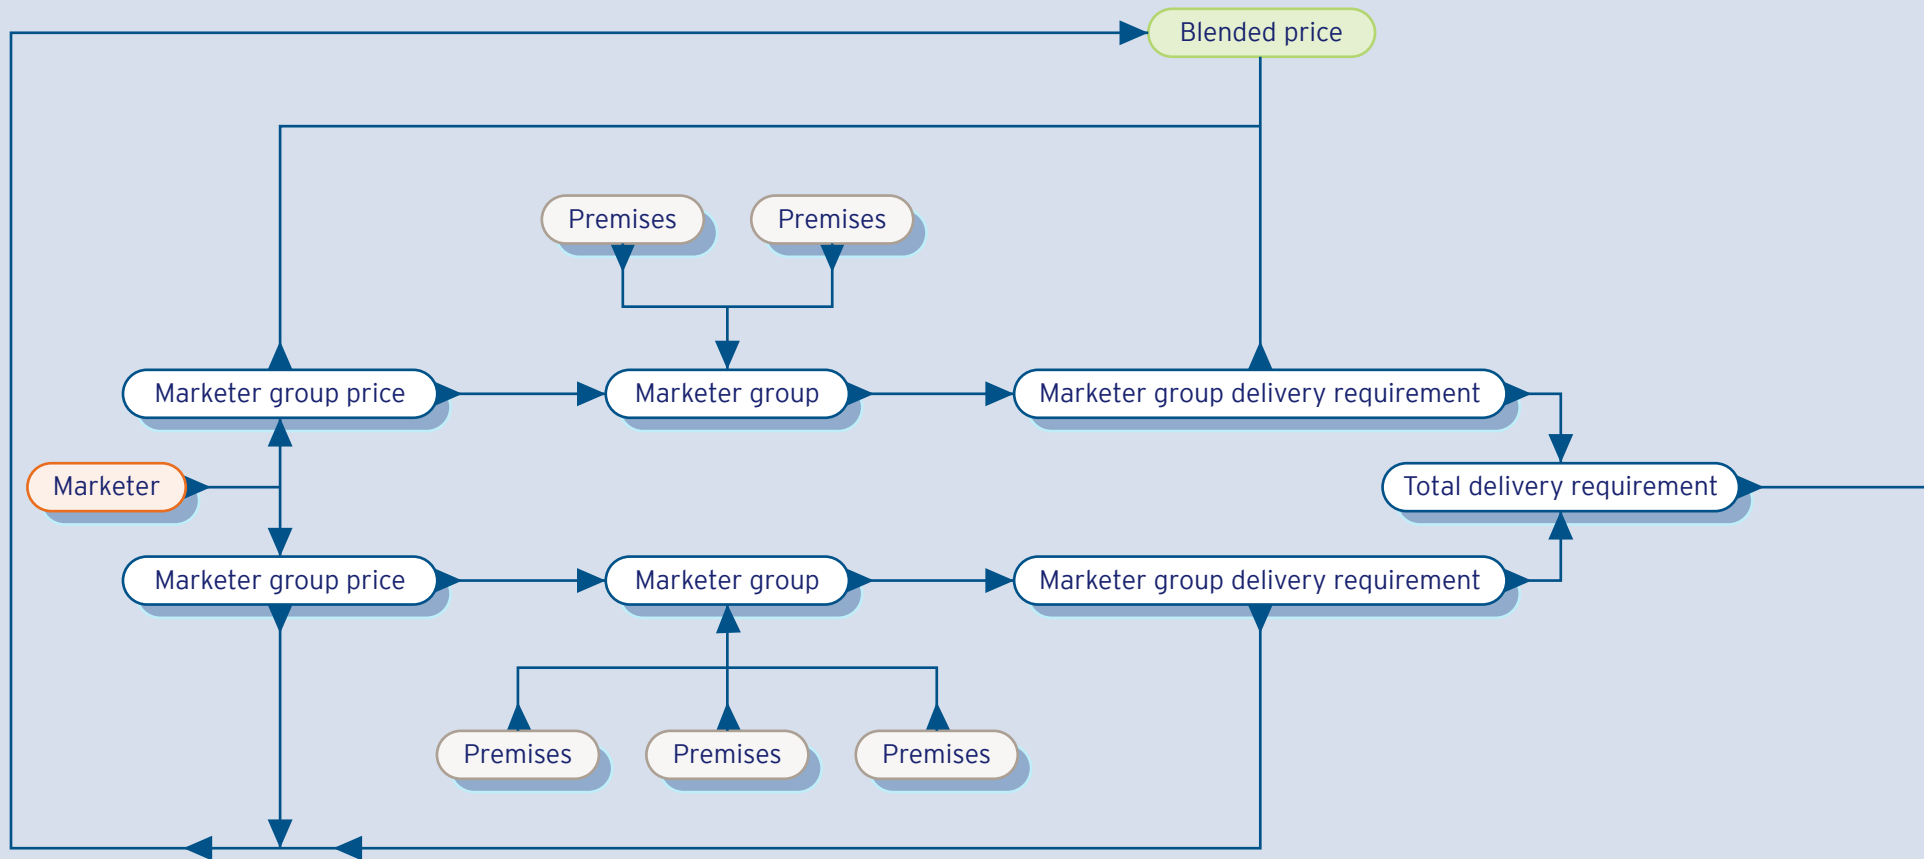 Blended price
Premises
Premises
Marketer group price
Marketer group
Marketer group delivery requirement
Marketer
Total delivery requirement
Marketer group price
Marketer group
Marketer group delivery requirement
Premises
Premises
Premises